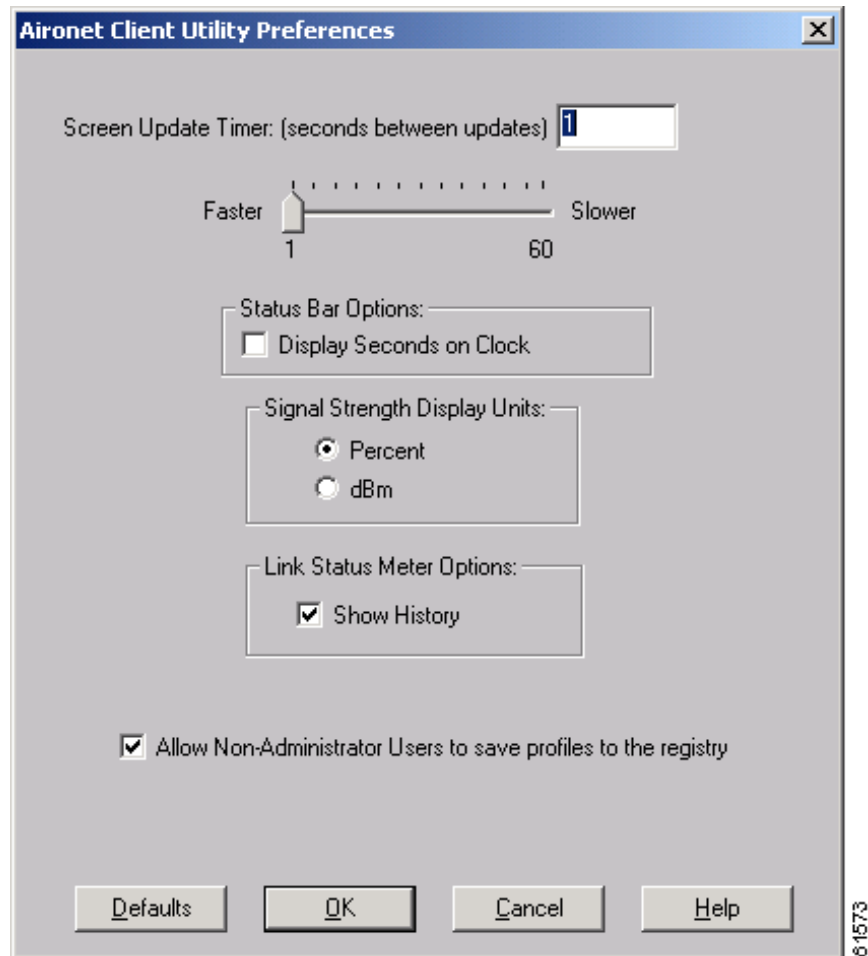 Aironet Client Utility Preferences
Screen Update Timer: (seconds between updates) 1
Faster Slower
1 60
Status Bar Options:
Display Seconds on Clock
Signal Strength Display Units:
Percent
dBm
Link Status Meter Options:
Show History
Allow Non-Administrator Users to save profiles to the registry
Defaults OK Cancel Help
61573